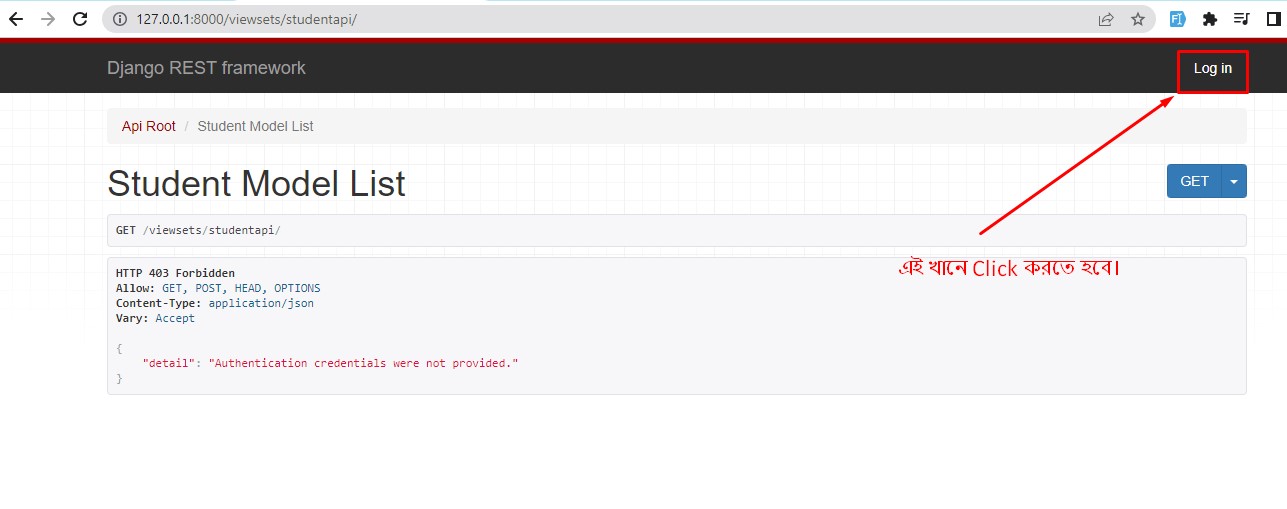 127.0.0.1:8000/viewsets/studentapi/
Django REST framework
Log in
Api Root / Student Model List
Student Model List
GET
GET /viewsets/studentapi/
HTTP 403 Forbidden
এই খানে Click করতে হবে।
Allow: GET, POST, HEAD, OPTIONS
Content-Type: application/json
Vary: Accept
{
"detail": "Authentication credentials were not provided."
}